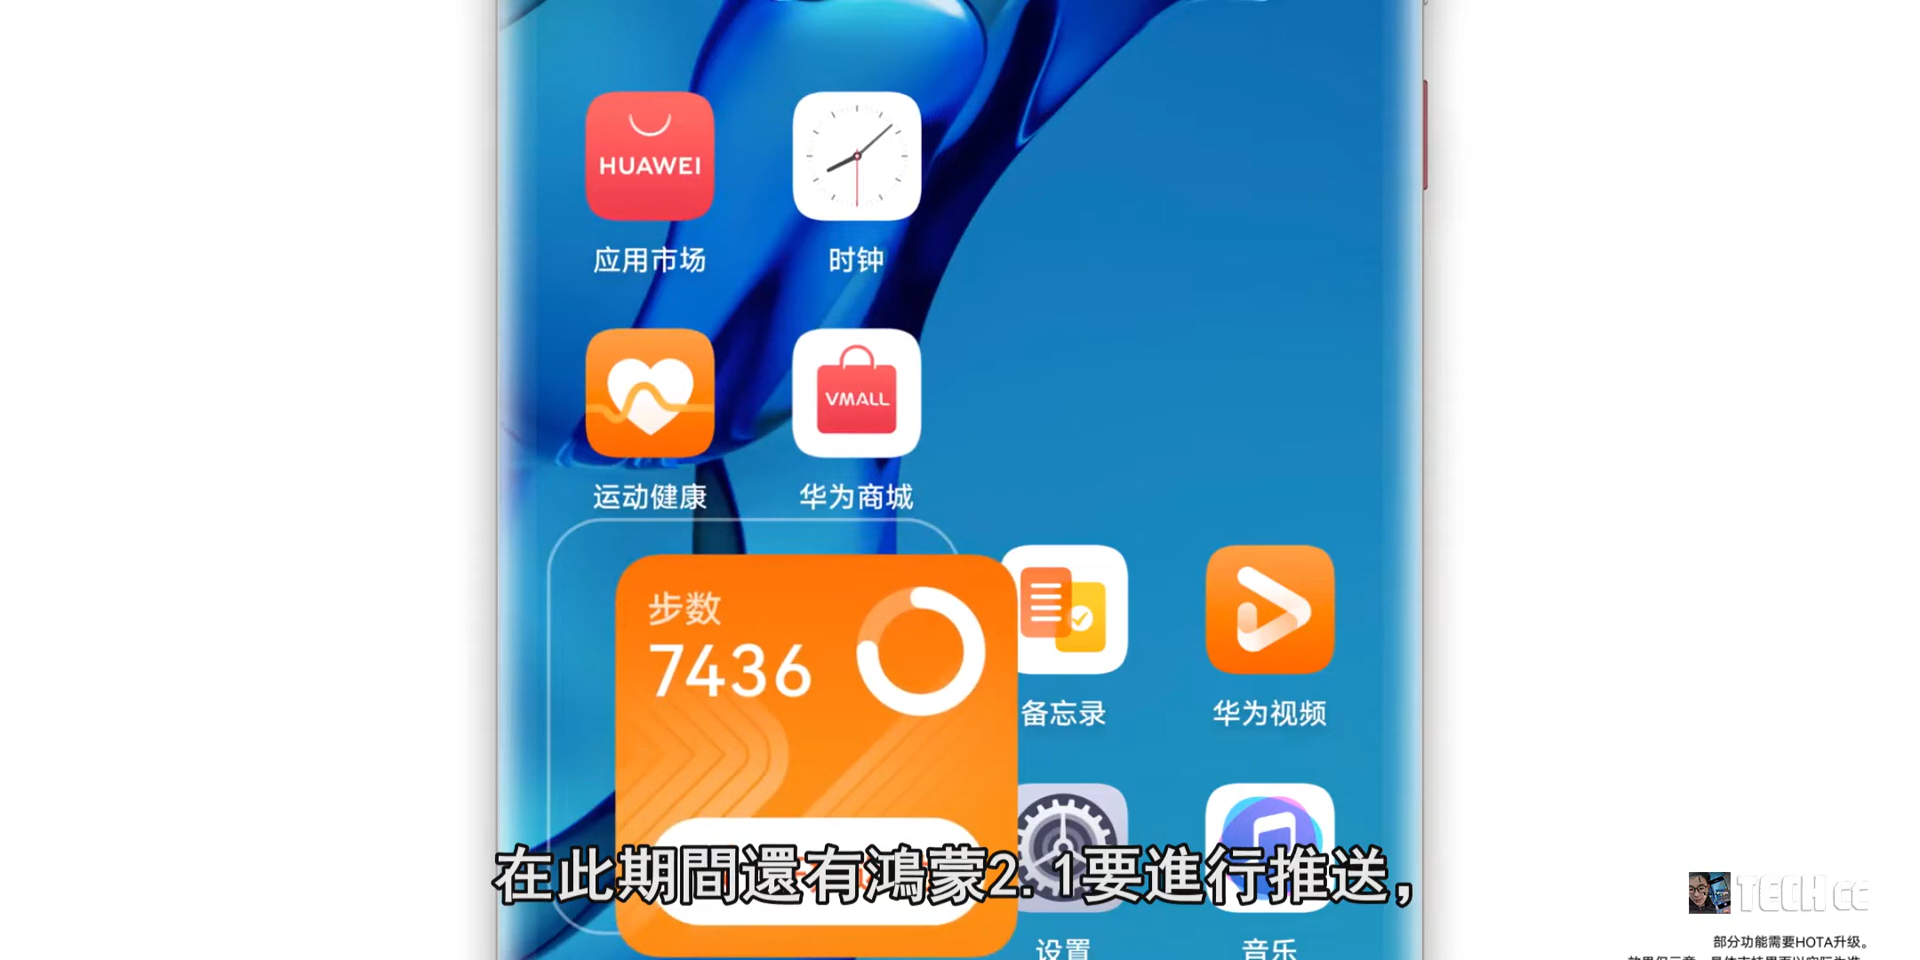 HUAWEI
应用市场
时钟
运动健康
VMALL
华为商城
步数
7436
备忘录
华为视频
在此期間還有鴻蒙2.1要進行推送,
设置
音乐
TECH CE
部分功能需要HOTA升级。